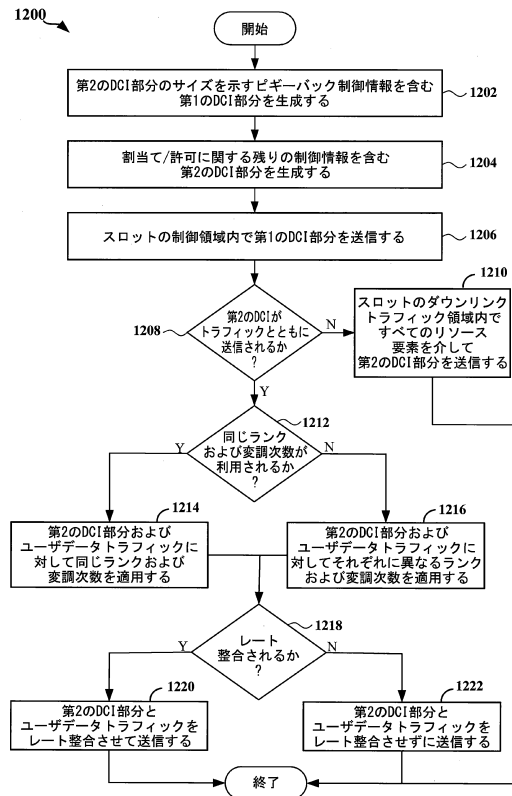 1200
開始
第2のDCI部分のサイズを示すピギーバック制御情報を含む
第1のDCI部分を生成する
1202
割当て/許可に関する残りの制御情報を含む
第2のDCI部分を生成する
1204
スロットの制御領域内で第1のDCI部分を送信する
1206
1208
第2のDCIが
トラフィックとともに
送信されるか
?
N
Y
1210
スロットのダウンリンク
トラフィック領域内で
すべてのリソース
要素を介して
第2のDCI部分を送信する
1212
同じランク
および変調次数が
利用されるか
?
Y
N
1214
第2のDCI部分および
ユーザデータトラフィックに
対して同じランクおよび
変調次数を適用する
1216
第2のDCI部分および
ユーザデータトラフィックに
対してそれぞれに異なるランク
および変調次数を適用する
1218
レート
整合されるか
?
Y
N
1220
第2のDCI部分と
ユーザデータトラフィックを
レート整合させて送信する
1222
第2のDCI部分と
ユーザデータトラフィックを
レート整合させずに送信する
終了